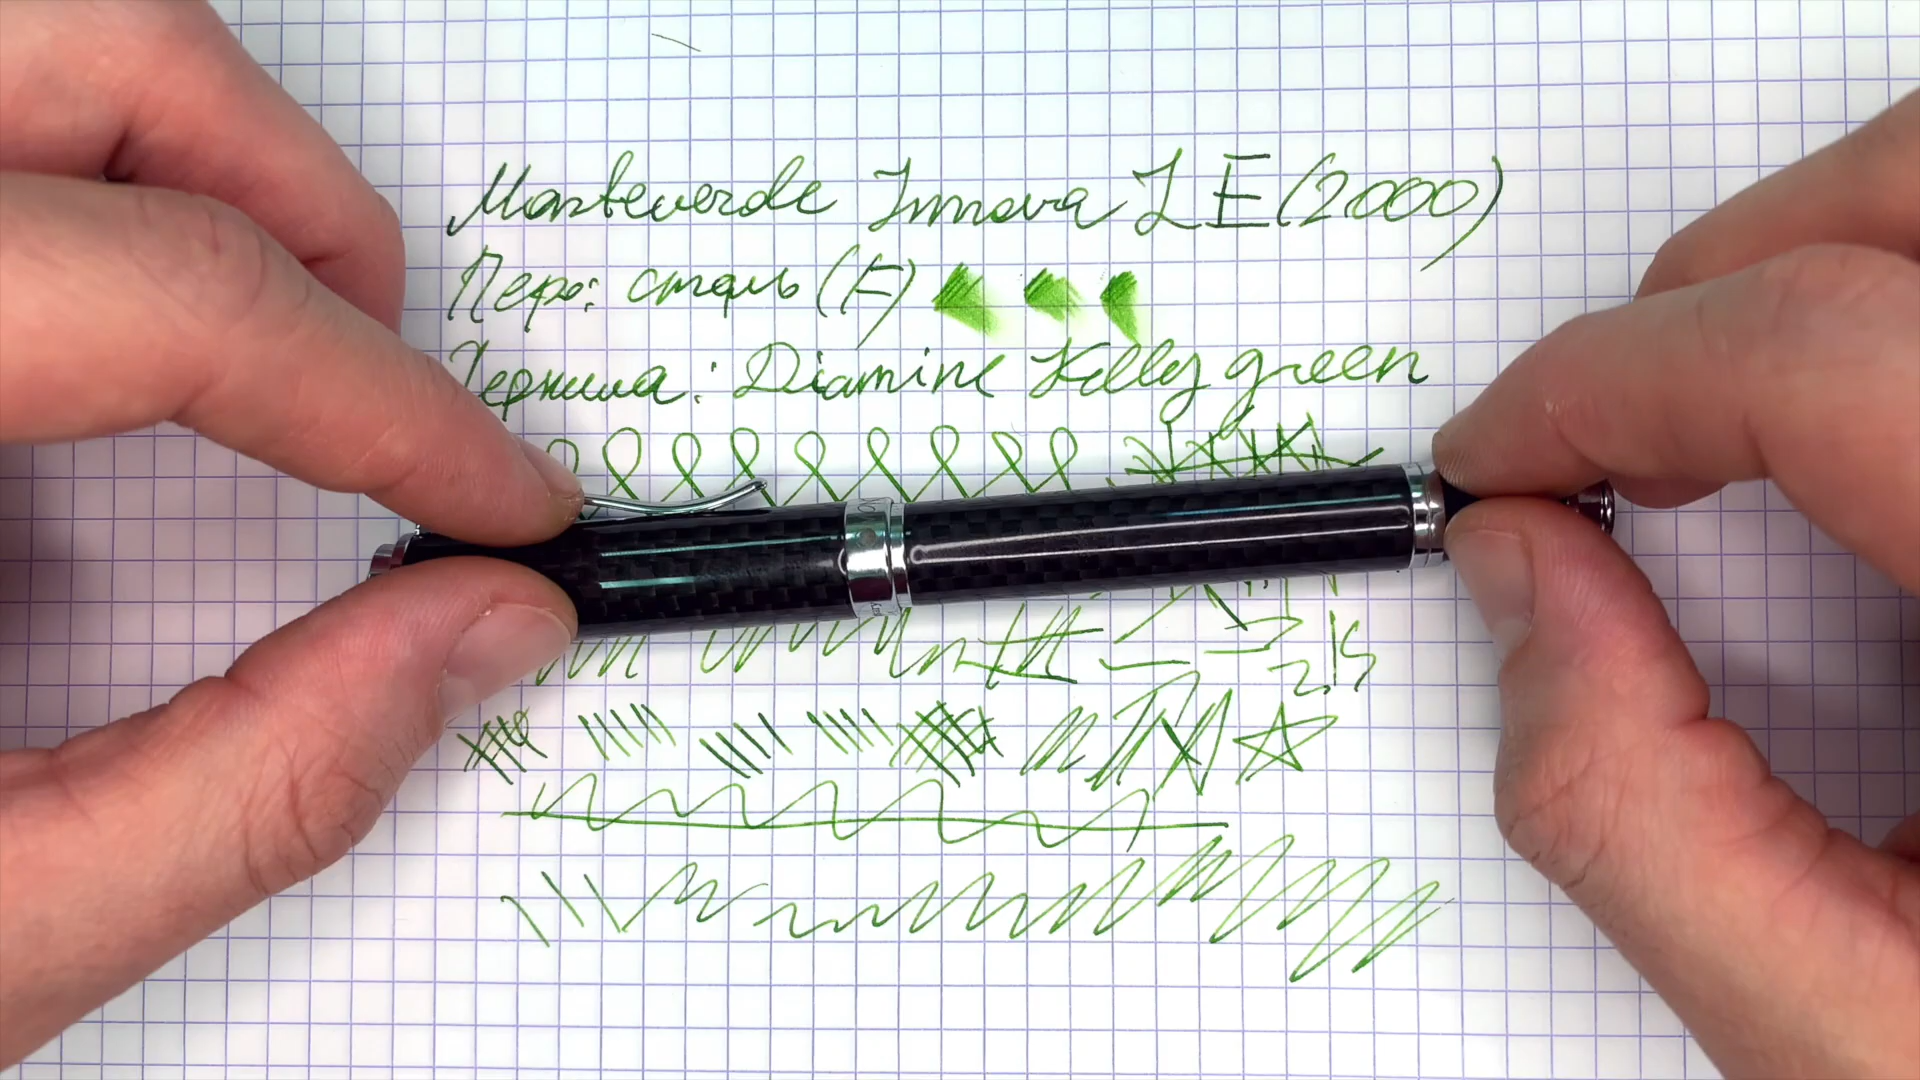 Monteverde Innova LE (2000)
Перо: сталь (F)
Чернила: Diamine Kelly green